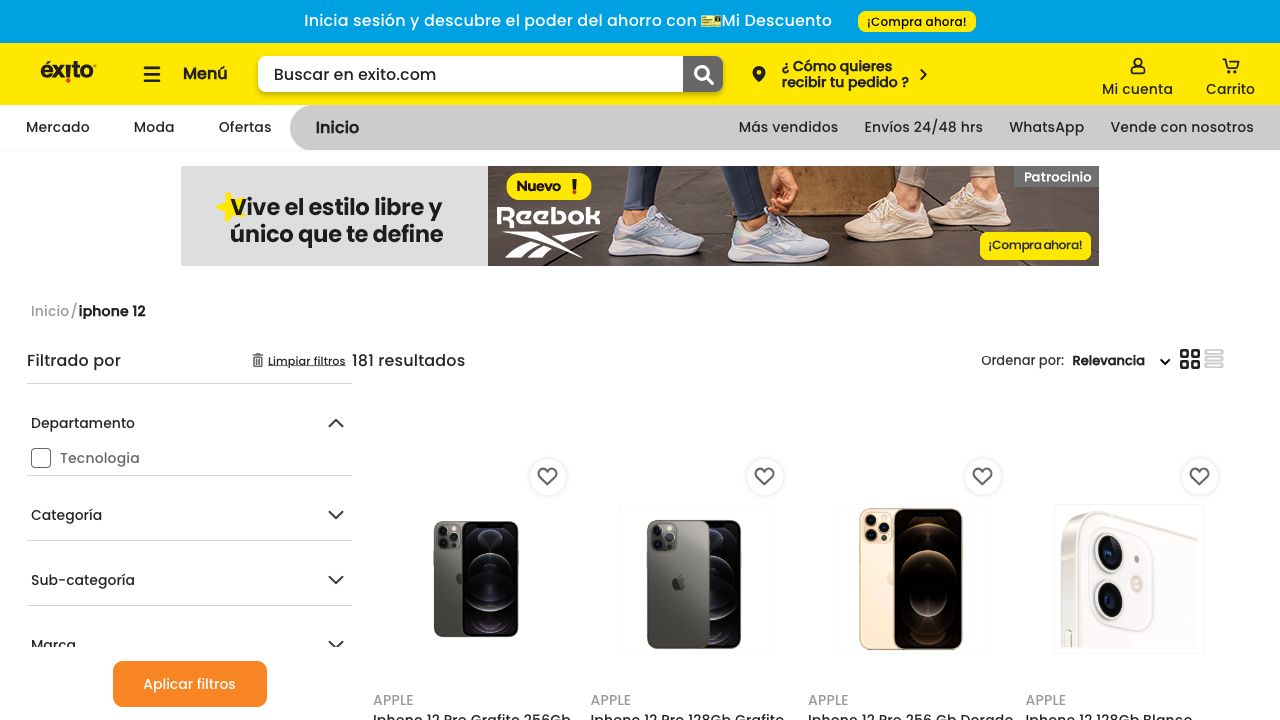 Inicia sesión y descubre el poder del ahorro con 🎫Mi Descuento
¡Compra ahora!
éxito
Menú
Buscar en exito.com
¿ Cómo quieres
recibir tu pedido ?
Mi cuenta
Carrito
Mercado
Moda
Ofertas
Inicio
Más vendidos
Envíos 24/48 hrs
WhatsApp
Vende con nosotros
Vive el estilo libre y
único que te define
Nuevo !
Reebok
Patrocinio
¡Compra ahora!
Inicio / iphone 12
Filtrado por
Limpiar filtros
181 resultados
Ordenar por: Relevancia
Departamento
Tecnologia
Categoría
Sub-categoría
Marca
Aplicar filtros
APPLE
Iphone 12 Pro Grafito 256Gb
APPLE
Iphone 12 Pro 128Gb Grafito
APPLE
Iphone 12 Pro 256 Gb Dorado
APPLE
Iphone 12 128Gb Blanco